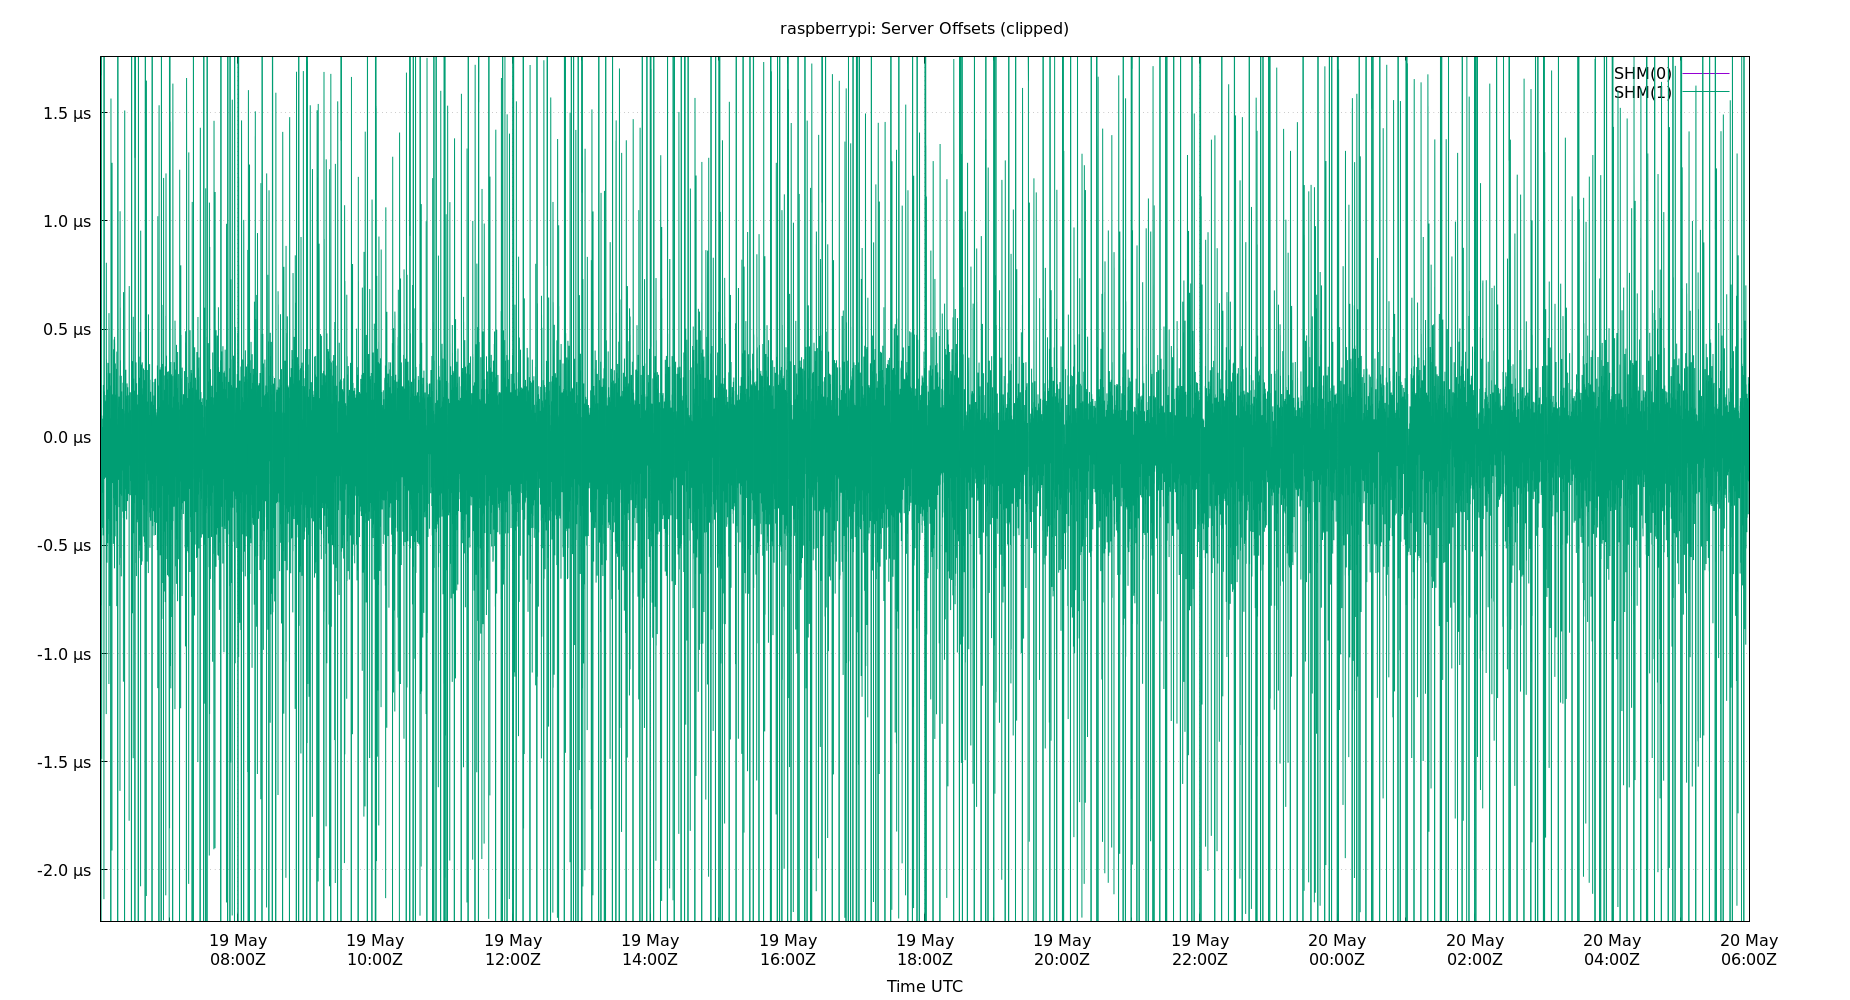 raspberrypi: Server Offsets (clipped)
SHM(0)
SHM(1)
1.5 µs
1.0 µs
0.5 µs
0.0 µs
-0.5 µs
-1.0 µs
-1.5 µs
-2.0 µs
19 May 19 May 19 May 19 May 19 May 19 May 19 May 19 May 20 May 20 May 20 May 20 May
08:00Z 10:00Z 12:00Z 14:00Z 16:00Z 18:00Z 20:00Z 22:00Z 00:00Z 02:00Z 04:00Z 06:00Z
Time UTC